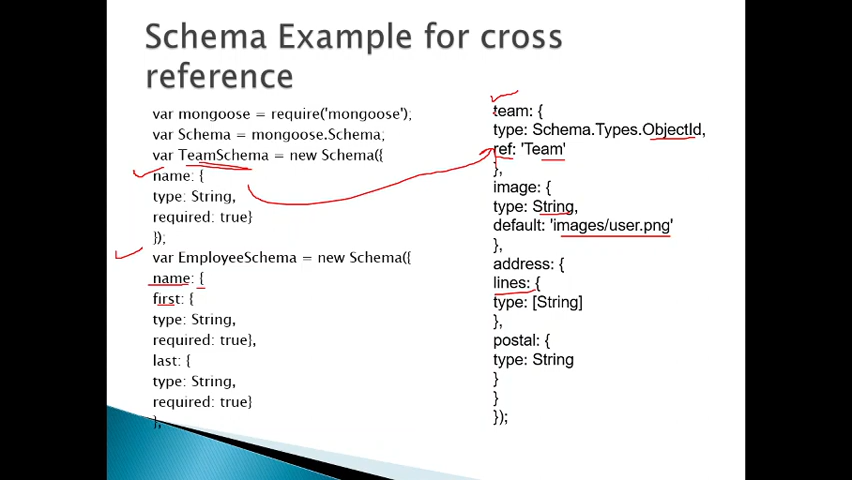 Schema Example for cross
reference
var mongoose = require('mongoose');
var Schema = mongoose.Schema;
var TeamSchema = new Schema({
name: {
type: String,
required: true}
});
var EmployeeSchema = new Schema({
name: {
first: {
type: String,
required: true},
last: {
type: String,
required: true}
},
team: {
type: Schema.Types.ObjectId,
ref: 'Team'
},
image: {
type: String,
default: 'images/user.png'
},
address: {
lines: {
type: [String]
},
postal: {
type: String
}
}
});